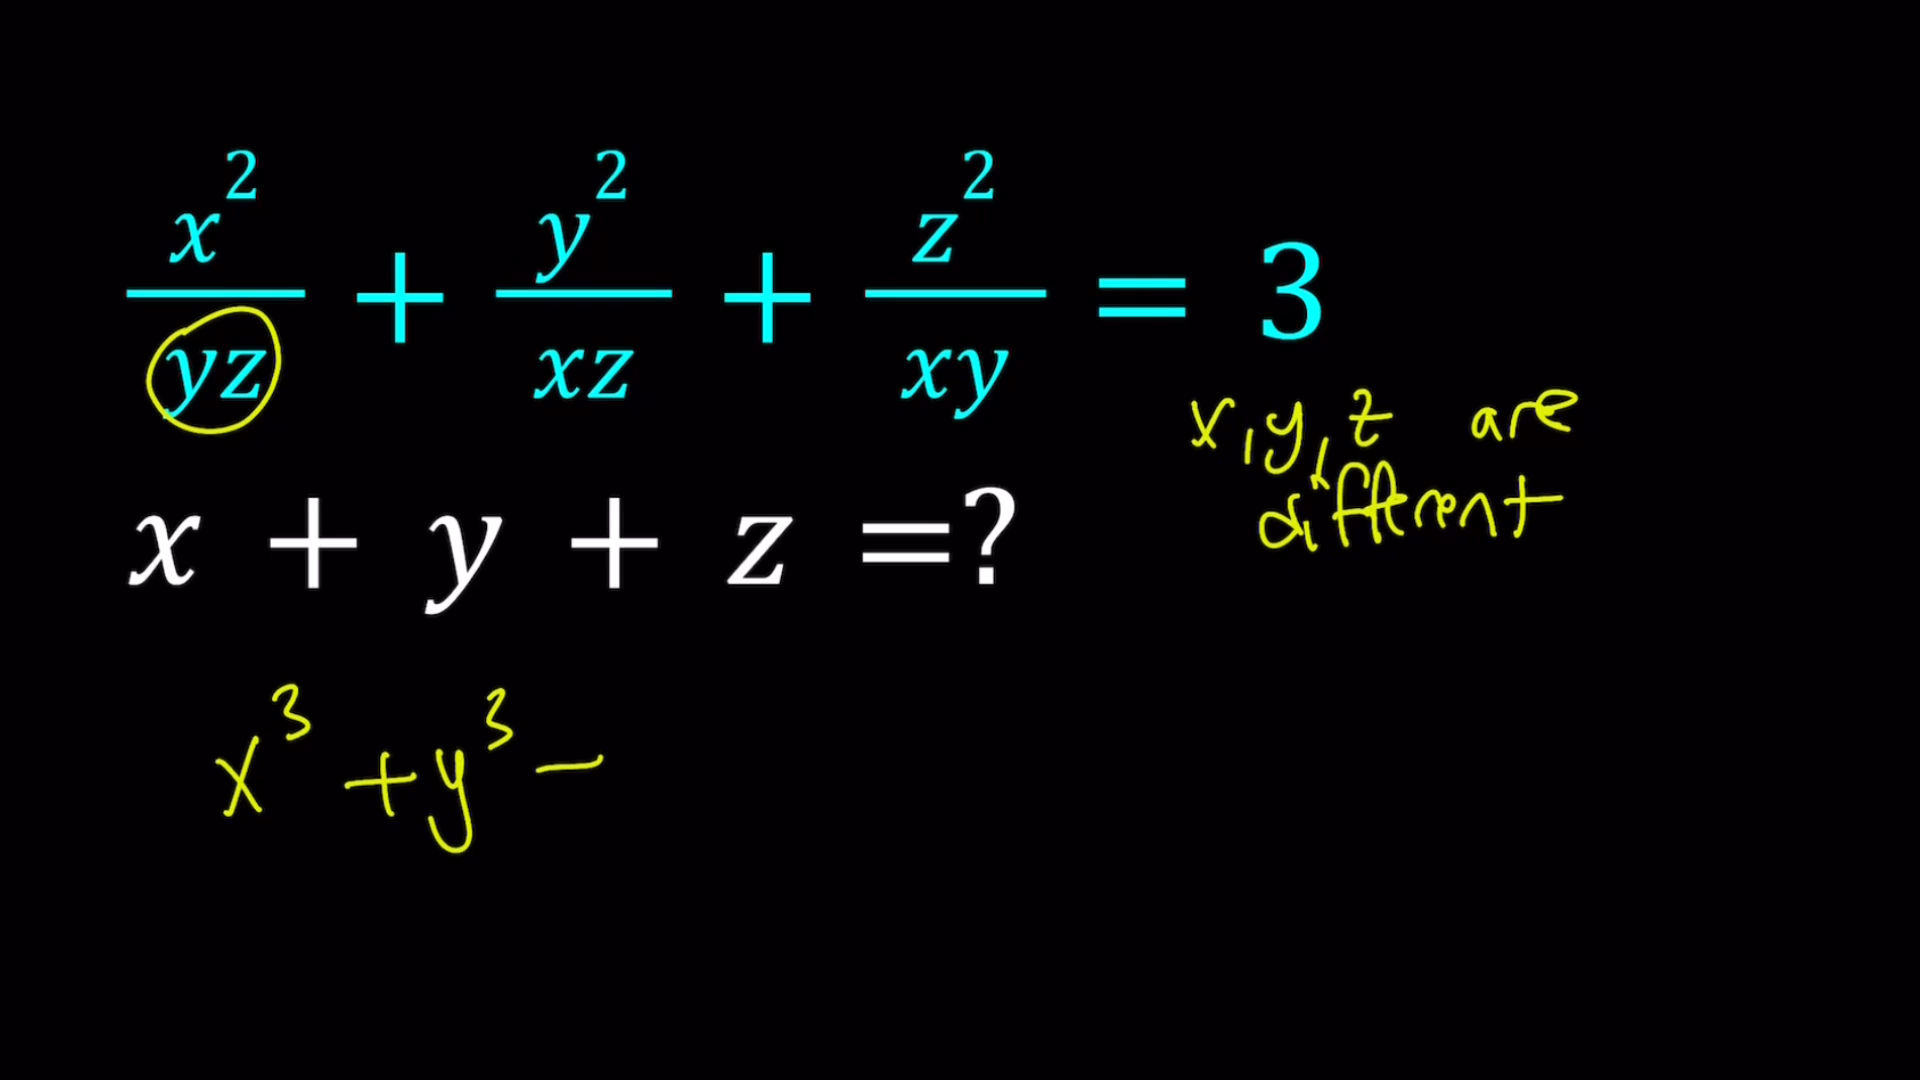 x²/yz + y²/xz + z²/xy = 3
x, y, z are
different
x + y + z =?
x³ + y³ −